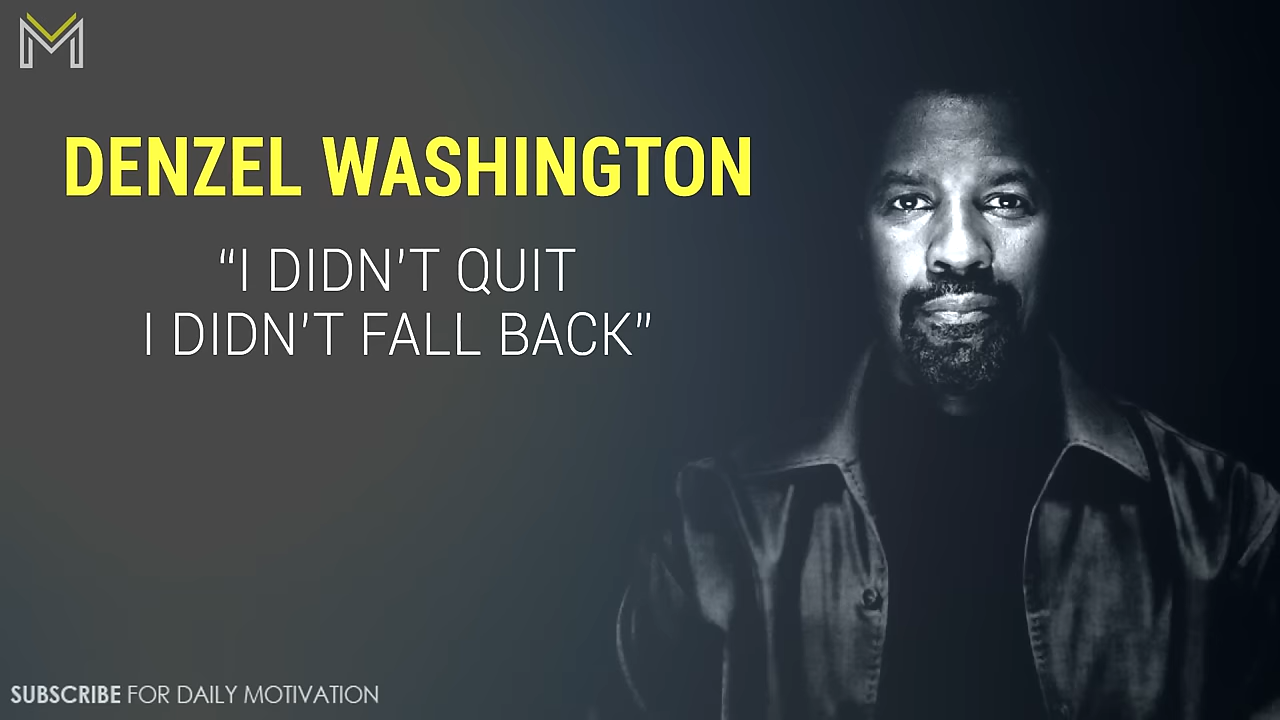 DENZEL WASHINGTON
“I DIDN’T QUIT
I DIDN’T FALL BACK”
SUBSCRIBE FOR DAILY MOTIVATION